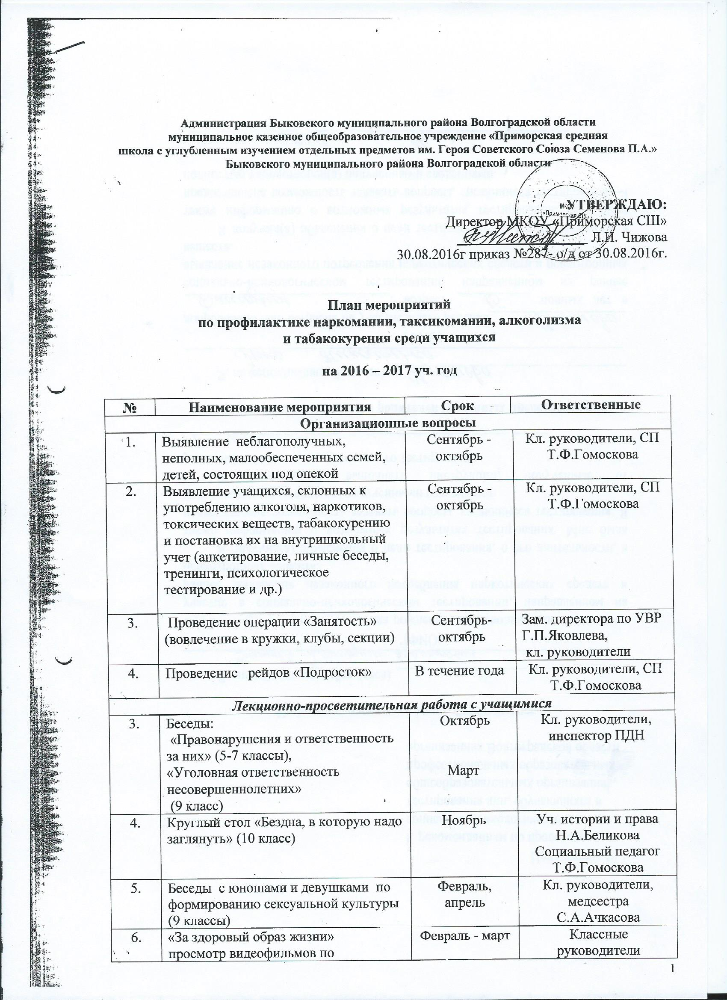 Администрация Быковского муниципального района Волгоградской области
муниципальное казенное общеобразовательное учреждение «Приморская средняя
школа с углубленным изучением отдельных предметов им. Героя Советского Союза Семенова П.А.»
Быковского муниципального района Волгоградской области
МКОУ
«Приморская СШ
УТВЕРЖДАЮ:
Директор МКОУ «Приморская СШ»
Л.И. Чижова
30.08.2016г приказ №287- о/д от 30.08.2016г.
План мероприятий
по профилактике наркомании, таксикомании, алкоголизма
и табакокурения среди учащихся
на 2016 – 2017 уч. год
№ Наименование мероприятия Срок Ответственные
Организационные вопросы
1. Выявление неблагополучных, Сентябрь - Кл. руководители, СП
неполных, малообеспеченных семей, октябрь Т.Ф.Гомоскова
детей, состоящих под опекой
2. Выявление учащихся, склонных к Сентябрь - Кл. руководители, СП
употреблению алкоголя, наркотиков, октябрь Т.Ф.Гомоскова
токсических веществ, табакокурению
и постановка их на внутришкольный
учет (анкетирование, личные беседы,
тренинги, психологическое
тестирование и др.)
3. Проведение операции «Занятость» Сентябрь- Зам. директора по УВР
(вовлечение в кружки, клубы, секции) октябрь Г.П.Яковлева,
кл. руководители
4. Проведение рейдов «Подросток» В течение года Кл. руководители, СП
Т.Ф.Гомоскова
Лекционно-просветительная работа с учащимися
3. Беседы: Октябрь Кл. руководители,
«Правонарушения и ответственность инспектор ПДН
за них» (5-7 классы),
«Уголовная ответственность Март
несовершеннолетних»
(9 класс)
4. Круглый стол «Бездна, в которую надо Ноябрь Уч. истории и права
заглянуть» (10 класс) Н.А.Беликова
Социальный педагог
Т.Ф.Гомоскова
5. Беседы с юношами и девушками по Февраль, Кл. руководители,
формированию сексуальной культуры апрель медсестра
(9 классы) С.А.Ачкасова
6. «За здоровый образ жизни» Февраль - март Классные
просмотр видеофильмов по руководители
1